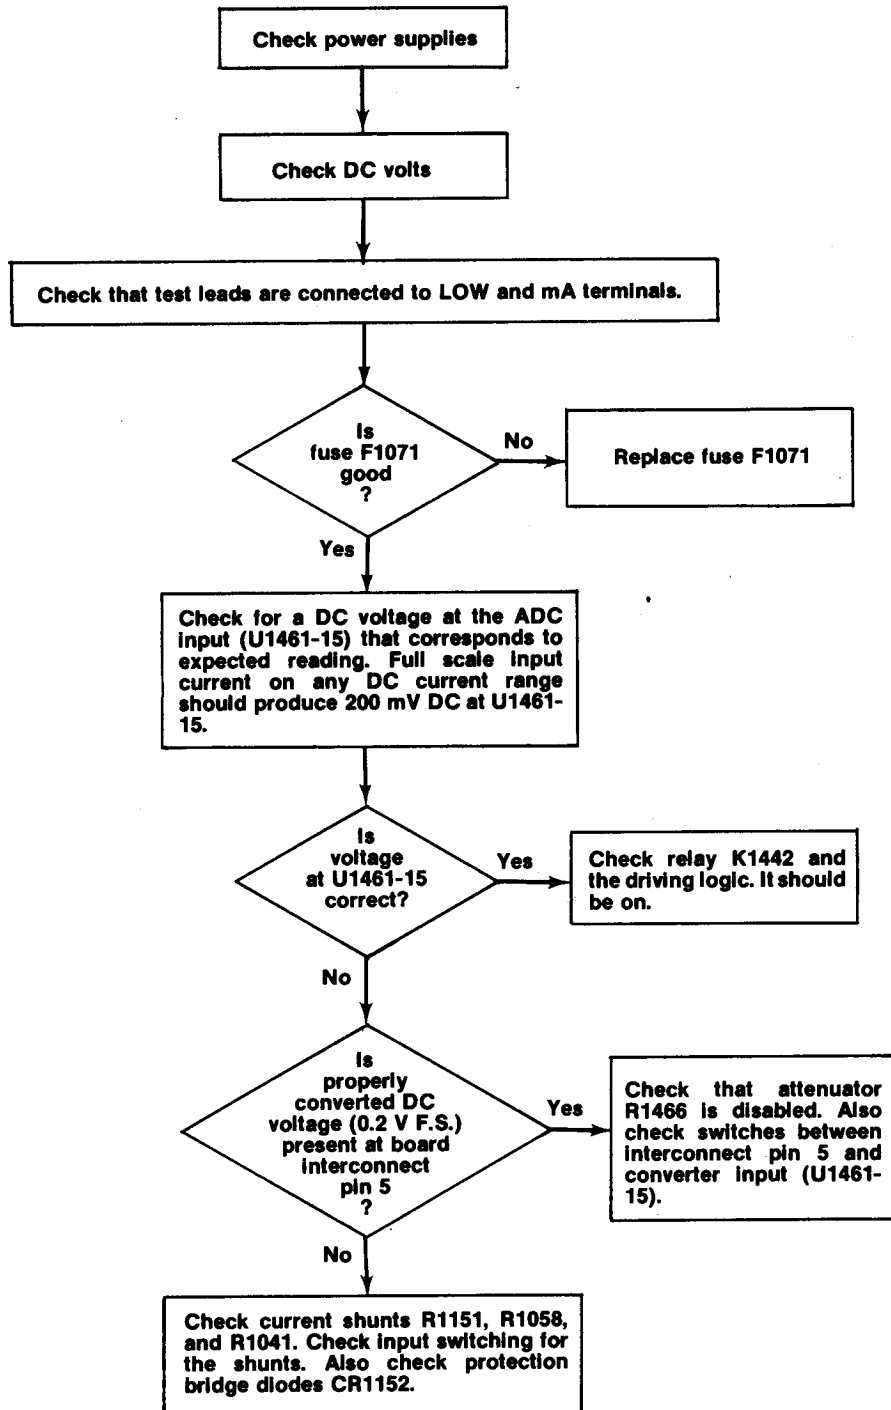 Check power supplies
Check DC volts
Check that test leads are connected to LOW and mA terminals.
Is
fuse F1071
good
?
No
Replace fuse F1071
Yes
Check for a DC voltage at the ADC
input (U1461-15) that corresponds to
expected reading. Full scale input
current on any DC current range
should produce 200 mV DC at U1461-
15.
Is
voltage
at U1461-15
correct?
Yes
Check relay K1442 and
the driving logic. It should
be on.
No
Is
properly
converted DC
voltage (0.2 V F.S.)
present at board
interconnect
pin 5
?
Yes
Check that attenuator
R1466 is disabled. Also
check switches between
interconnect pin 5 and
converter input (U1461-
15).
No
Check current shunts R1151, R1058,
and R1041. Check input switching for
the shunts. Also check protection
bridge diodes CR1152.